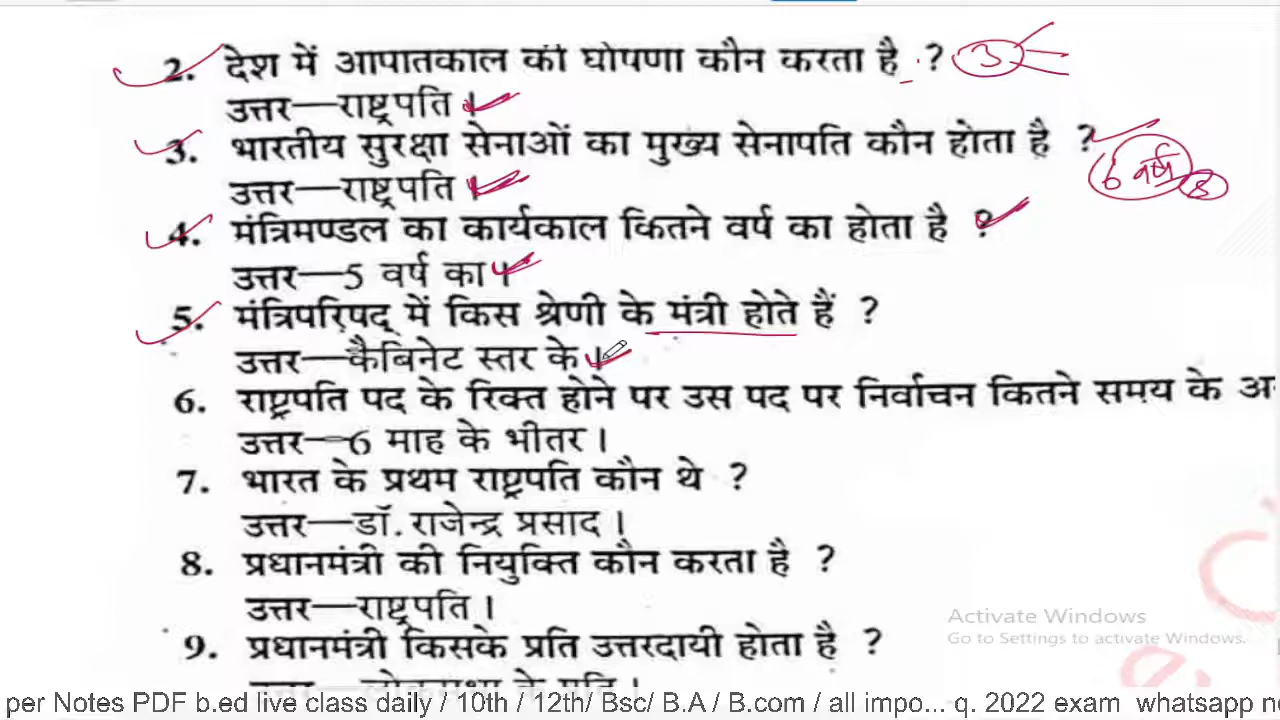 2. देश में आपातकाल की घोषणा कौन करता है ? 3
उत्तर—राष्ट्रपति ।
3. भारतीय सुरक्षा सेनाओं का मुख्य सेनापति कौन होता है ?
6 वर्ष
उत्तर—राष्ट्रपति ।
4. मंत्रिमण्डल का कार्यकाल कितने वर्ष का होता है ?
उत्तर—5 वर्ष का ।
5. मंत्रिपरिषद् में किस श्रेणी के मंत्री होते हैं ?
उत्तर—कैबिनेट स्तर के ।
6. राष्ट्रपति पद के रिक्त होने पर उस पद पर निर्वाचन कितने समय के
उत्तर—6 माह के भीतर ।
7. भारत के प्रथम राष्ट्रपति कौन थे ?
उत्तर—डॉ. राजेन्द्र प्रसाद ।
8. प्रधानमंत्री की नियुक्ति कौन करता है ?
उत्तर—राष्ट्रपति ।
Activate Windows
Go to Settings to activate Windows.
9. प्रधानमंत्री किसके प्रति उत्तरदायी होता है ?
per Notes PDF b.ed live class daily / 10th / 12th/ Bsc/ B.A / B.com / all impo... q. 2022 exam whatsapp